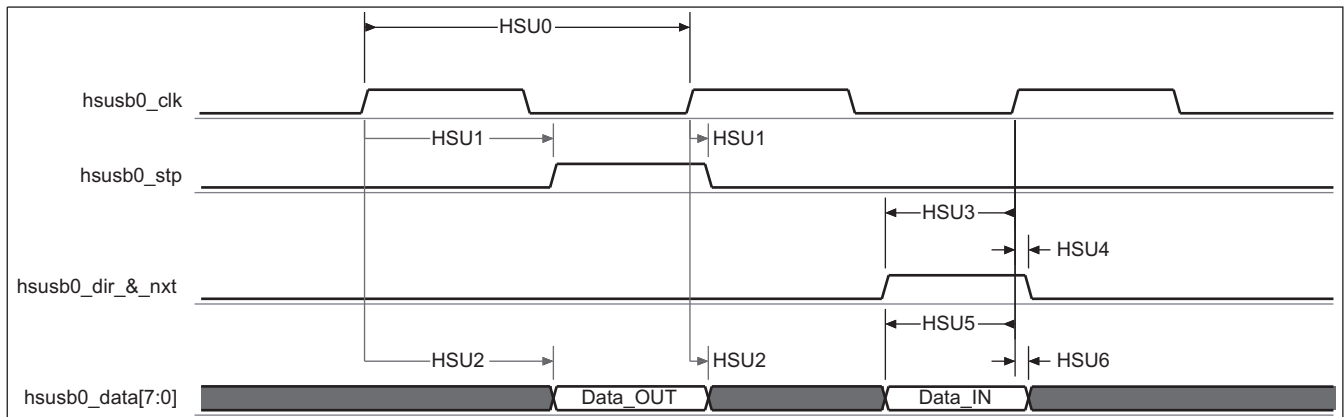 HSU0
hsusb0_clk
HSU1 HSU1
hsusb0_stp
HSU3
HSU4
hsusb0_dir_&_nxt
HSU5
HSU2 HSU2 HSU6
hsusb0_data[7:0] Data_OUT Data_IN